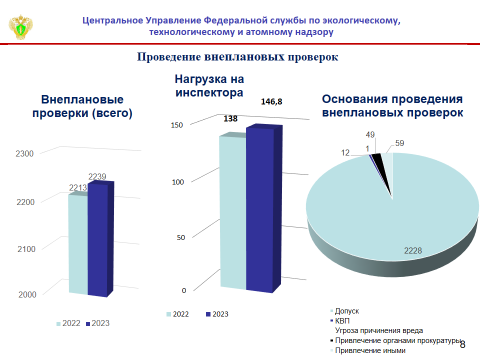 Центральное Управление Федеральной службы по экологическому,
технологическому и атомному надзору
Проведение внеплановых проверок
Внеплановые
проверки (всего)
2300
2200
2100
2000
2213
2239
2022
2023
Нагрузка на
инспектора
150
100
50
0
138
146,8
2022
2023
Основания проведения
внеплановых проверок
12
1
49
59
2228
Допуск
КВП
Угроза причинения вреда
Привлечение органами прокуратуры
Привлечение иными
8